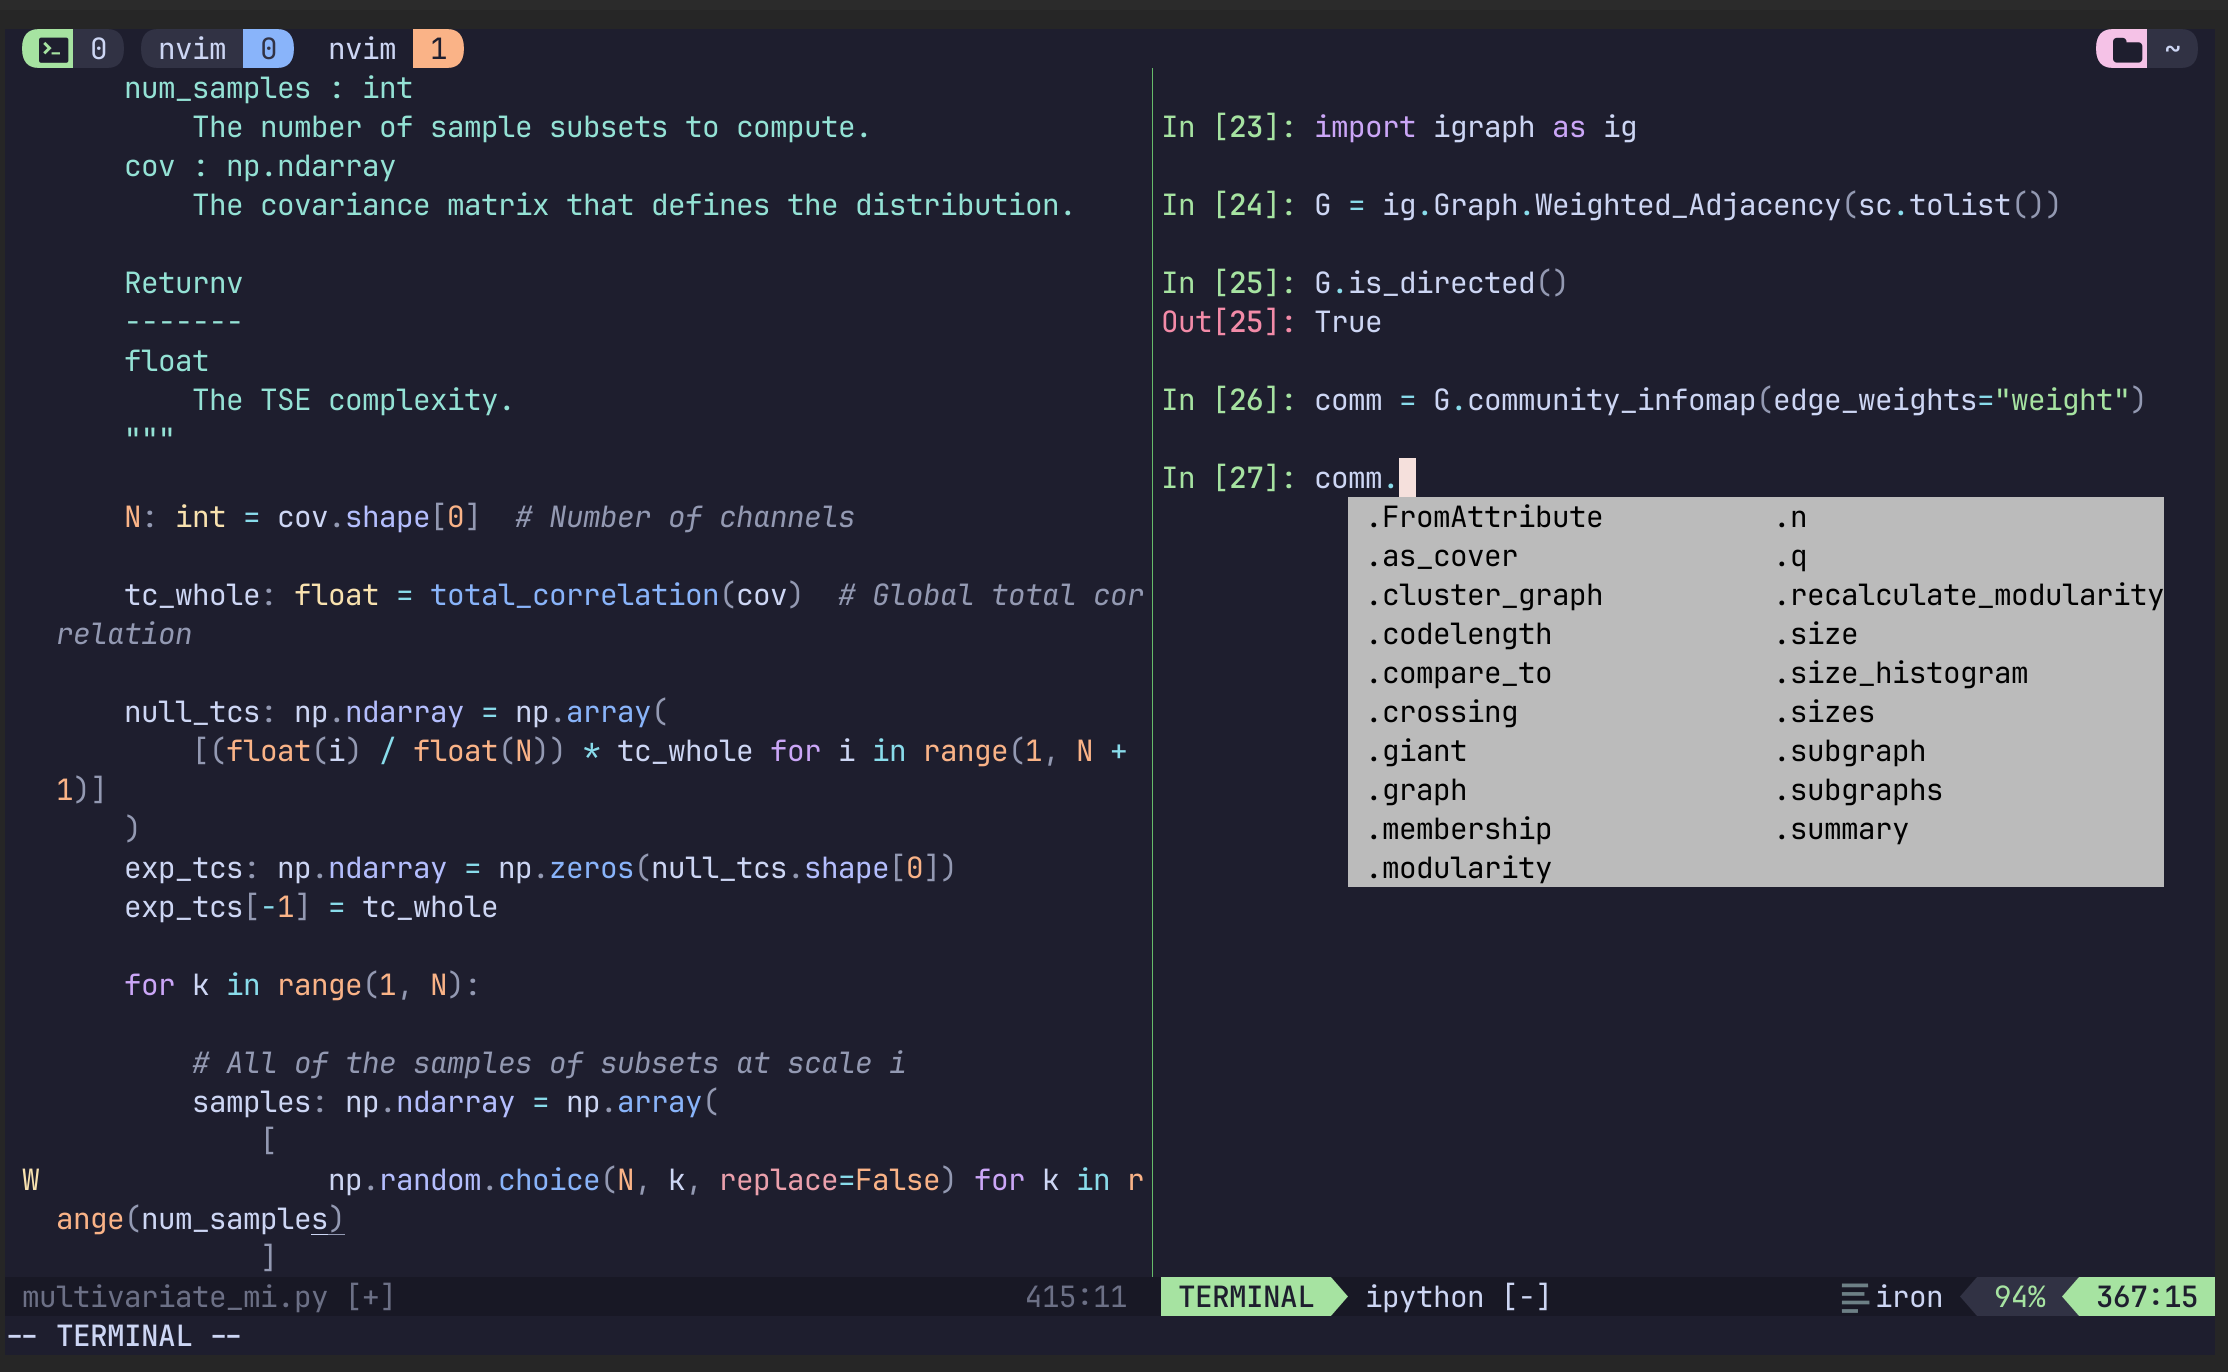 0 nvim 0 nvim 1 ~
num_samples : int
The number of sample subsets to compute.
cov : np.ndarray
The covariance matrix that defines the distribution.
Returnv
-------
float
The TSE complexity.
"""
N: int = cov.shape[0]  # Number of channels
tc_whole: float = total_correlation(cov)  # Global total cor
relation
null_tcs: np.ndarray = np.array(
[(float(i) / float(N)) * tc_whole for i in range(1, N +
1)]
)
exp_tcs: np.ndarray = np.zeros(null_tcs.shape[0])
exp_tcs[-1] = tc_whole
for k in range(1, N):
# All of the samples of subsets at scale i
samples: np.ndarray = np.array(
[
W np.random.choice(N, k, replace=False) for k in r
ange(num_samples)
]
multivariate_mi.py [+] 415:11
In [23]: import igraph as ig
In [24]: G = ig.Graph.Weighted_Adjacency(sc.tolist())
In [25]: G.is_directed()
Out[25]: True
In [26]: comm = G.community_infomap(edge_weights="weight")
In [27]: comm.
.FromAttribute .n
.as_cover .q
.cluster_graph .recalculate_modularity
.codelength .size
.compare_to .size_histogram
.crossing .sizes
.giant .subgraph
.graph .subgraphs
.membership .summary
.modularity
TERMINAL ipython [-] iron 94% 367:15
-- TERMINAL --